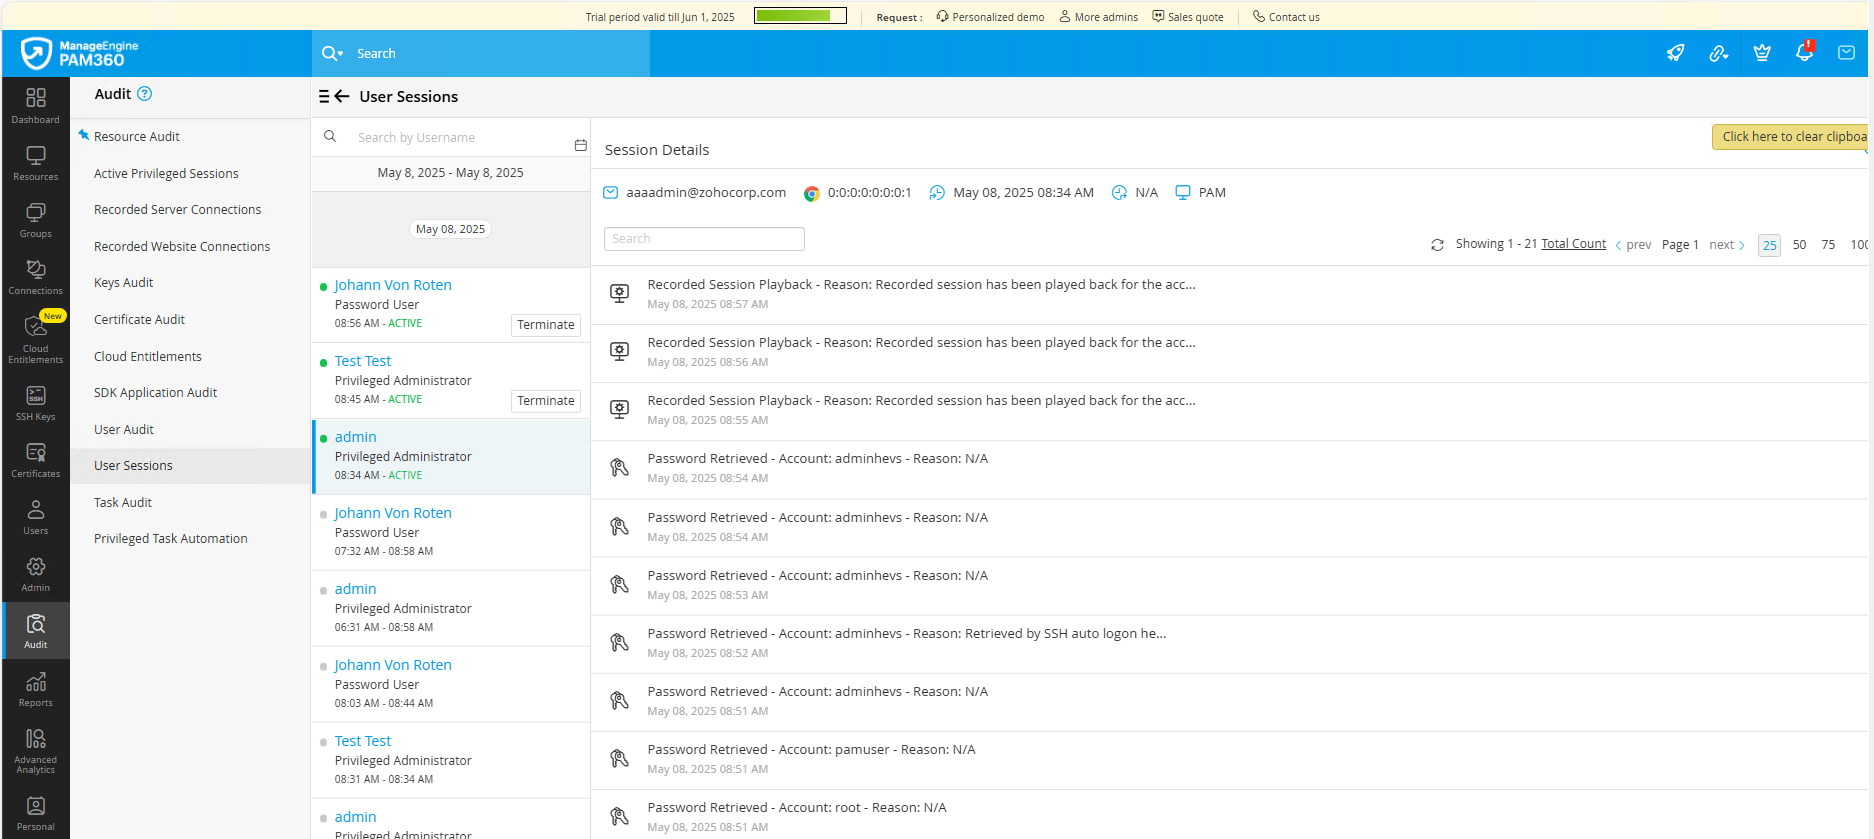 Trial period valid till Jun 1, 2025
Request :
Personalized demo
More admins
Sales quote
Contact us
ManageEngine
PAM360
Search
!
Dashboard
Resources
Groups
Connections
New
Cloud
Entitlements
SSH
SSH Keys
Certificates
Users
Admin
Audit
Reports
Advanced
Analytics
Personal
Audit ?
Resource Audit
Active Privileged Sessions
Recorded Server Connections
Recorded Website Connections
Keys Audit
Certificate Audit
Cloud Entitlements
SDK Application Audit
User Audit
User Sessions
Task Audit
Privileged Task Automation
User Sessions
Search by Username
May 8, 2025 - May 8, 2025
May 08, 2025
Johann Von Roten
Password User
08:56 AM - ACTIVE
Terminate
Test Test
Privileged Administrator
08:45 AM - ACTIVE
Terminate
admin
Privileged Administrator
08:34 AM - ACTIVE
Johann Von Roten
Password User
07:32 AM - 08:58 AM
admin
Privileged Administrator
06:31 AM - 08:58 AM
Johann Von Roten
Password User
08:03 AM - 08:44 AM
Test Test
Privileged Administrator
08:31 AM - 08:34 AM
admin
Privileged Administrator
Click here to clear clipboa
Session Details
aaaadmin@zohocorp.com
0:0:0:0:0:0:0:1
May 08, 2025 08:34 AM
N/A
PAM
Search
Showing 1 - 21 Total Count
prev Page 1 next
25 50 75 100
Recorded Session Playback - Reason: Recorded session has been played back for the acc...
May 08, 2025 08:57 AM
Recorded Session Playback - Reason: Recorded session has been played back for the acc...
May 08, 2025 08:56 AM
Recorded Session Playback - Reason: Recorded session has been played back for the acc...
May 08, 2025 08:55 AM
Password Retrieved - Account: adminhevs - Reason: N/A
May 08, 2025 08:54 AM
Password Retrieved - Account: adminhevs - Reason: N/A
May 08, 2025 08:54 AM
Password Retrieved - Account: adminhevs - Reason: N/A
May 08, 2025 08:53 AM
Password Retrieved - Account: adminhevs - Reason: Retrieved by SSH auto logon he...
May 08, 2025 08:52 AM
Password Retrieved - Account: adminhevs - Reason: N/A
May 08, 2025 08:51 AM
Password Retrieved - Account: pamuser - Reason: N/A
May 08, 2025 08:51 AM
Password Retrieved - Account: root - Reason: N/A
May 08, 2025 08:51 AM